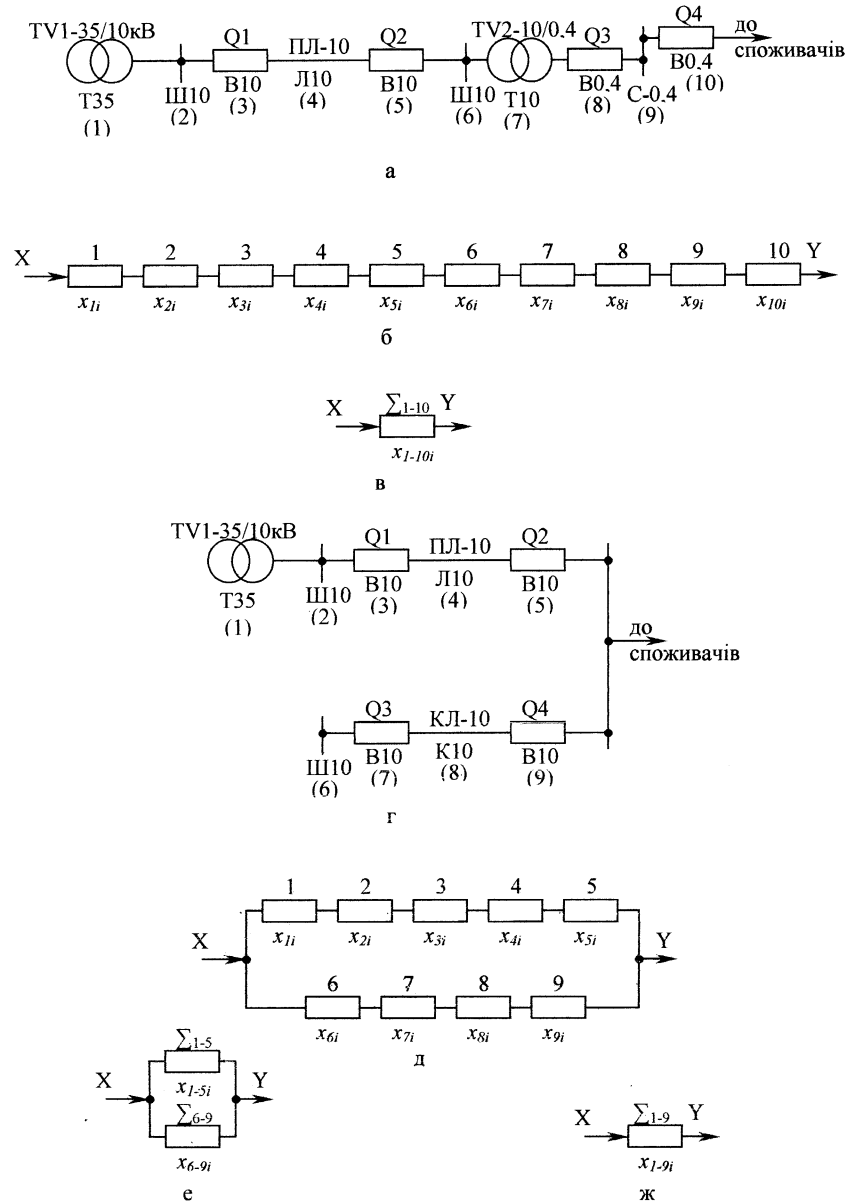 TV1-35/10кВ Q1 ПЛ-10 Q2 TV2-10/0,4 Q3 Q4 до
споживачів
Т35 Ш10 В10 Л10 В10 Ш10 Т10 В0,4 С-0,4 В0,4
(1) (2) (3) (4) (5) (6) (7) (8) (9) (10)
а
X 1 2 3 4 5 6 7 8 9 10 Y
x1i x2i x3i x4i x5i x6i x7i x8i x9i x10i
б
X ∑1-10 Y
x1-10i
в
TV1-35/10кВ Q1 ПЛ-10 Q2
Т35 Ш10 В10 Л10 В10
(1) (2) (3) (4) (5)
до
споживачів
Q3 КЛ-10 Q4
Ш10 В10 К10 В10
(6) (7) (8) (9)
г
1 2 3 4 5
X x1i x2i x3i x4i x5i Y
6 7 8 9
x6i x7i x8i x9i
д
∑1-5
X x1-5i Y
∑6-9
x6-9i
е
X ∑1-9 Y
x1-9i
ж